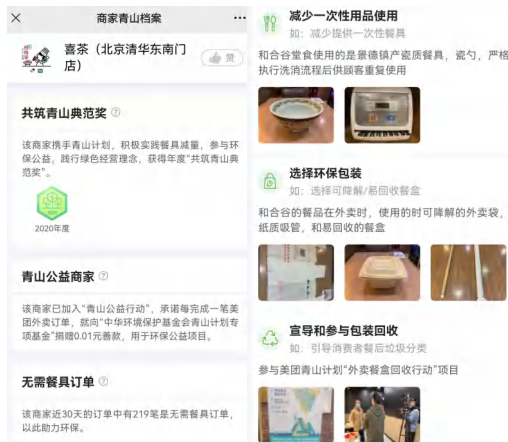 商家青山档案
喜茶（北京清华东南门
店）
赞
共筑青山典范奖
该商家携手青山计划，积极实践餐具减量，参与环
保公益，践行绿色经营理念，获得年度“共筑青山典
范奖”。
2020年度
青山公益商家
该商家已加入“青山公益行动”，承诺每完成一笔美
团外卖订单，就向“中华环境保护基金会青山计划专
项基金”捐赠0.01元善款，用于环保公益项目。
无需餐具订单
该商家近30天的订单中有219笔是无需餐具订单，
以此助力环保。
减少一次性用品使用
如：减少提供一次性餐具
和合谷堂食使用的是景德镇产瓷质餐具，瓷勺，严格
执行洗消流程后供顾客重复使用
选择环保包装
如：选择可降解/易回收餐盒
和合谷的餐品在外卖时，使用的时可降解的外卖袋，
纸质吸管，和易回收的餐盒
宣导和参与包装回收
如：引导消费者餐后垃圾分类
参与美团青山计划“外卖餐盒回收行动”项目